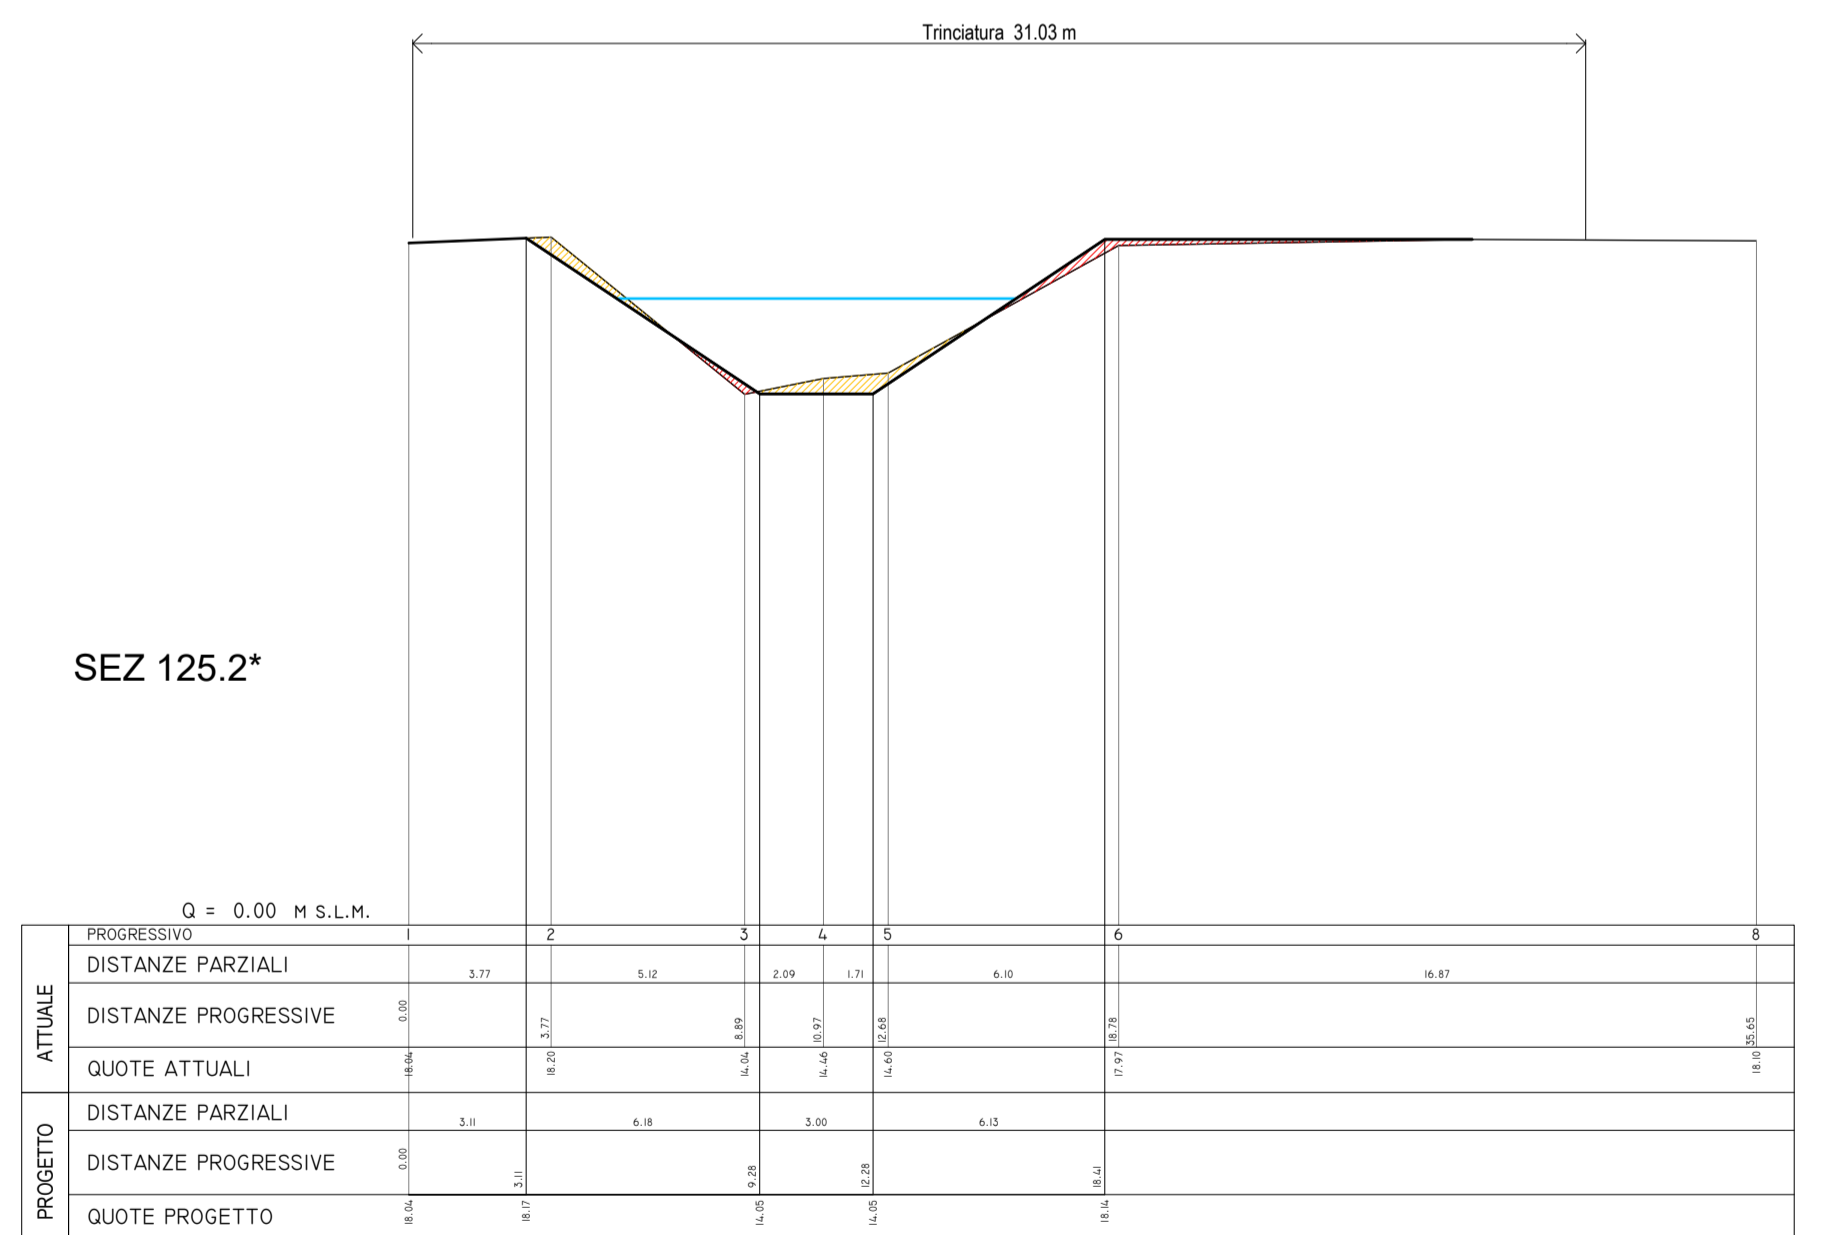 Trinciatura 31.03 m
SEZ 125.2*
Q = 0.00 M S.L.M.
ATTUALE
PROGRESSIVO 1 2 3 4 5 6 8
DISTANZE PARZIALI 3.77 5.12 2.09 1.71 6.10 16.87
DISTANZE PROGRESSIVE 0.00 3.77 8.89 10.97 12.68 18.78 35.65
QUOTE ATTUALI 18.04 18.20 14.04 14.46 14.60 17.97 18.10
PROGETTO
DISTANZE PARZIALI 3.11 6.18 3.00 6.13
DISTANZE PROGRESSIVE 0.00 3.11 9.28 12.28 18.41
QUOTE PROGETTO 18.04 18.17 14.05 14.05 18.14